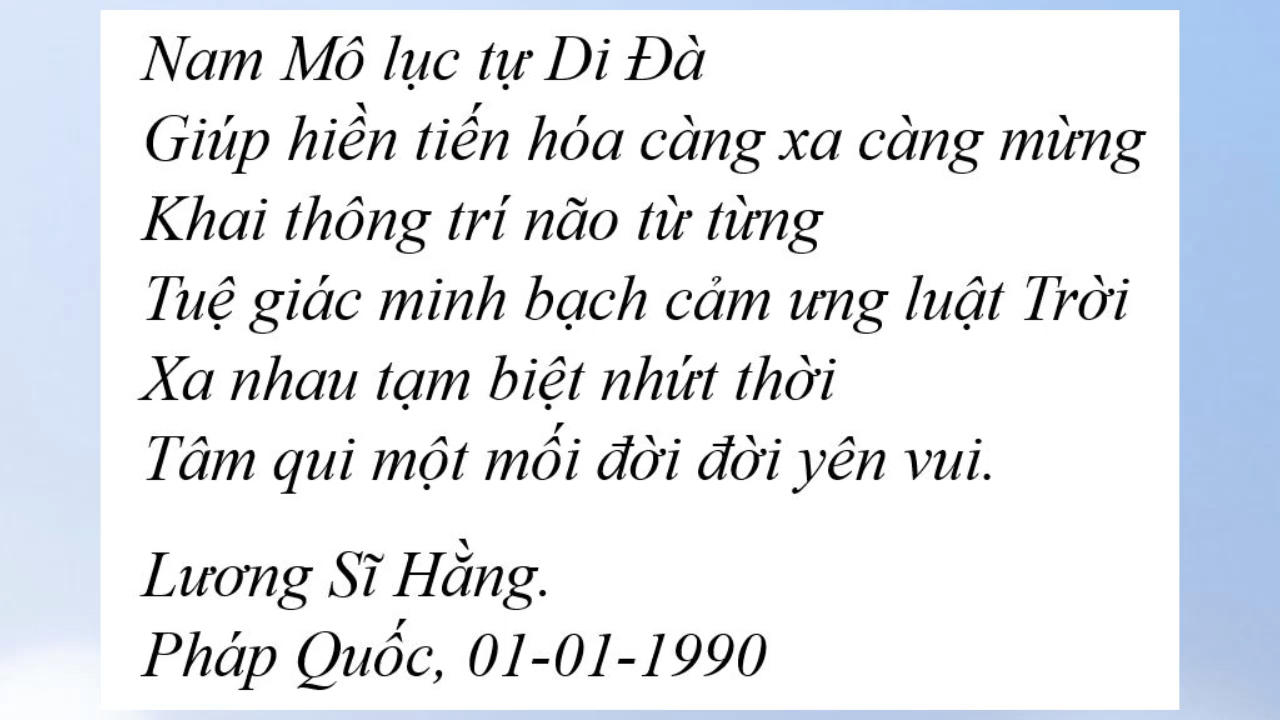 Nam Mô lục tự Di Đà
Giúp hiền tiến hóa càng xa càng mừng
Khai thông trí não từ từng
Tuệ giác minh bạch cảm ưng luật Trời
Xa nhau tạm biệt nhứt thời
Tâm qui một mối đời đời yên vui.
Lương Sĩ Hằng.
Pháp Quốc, 01-01-1990